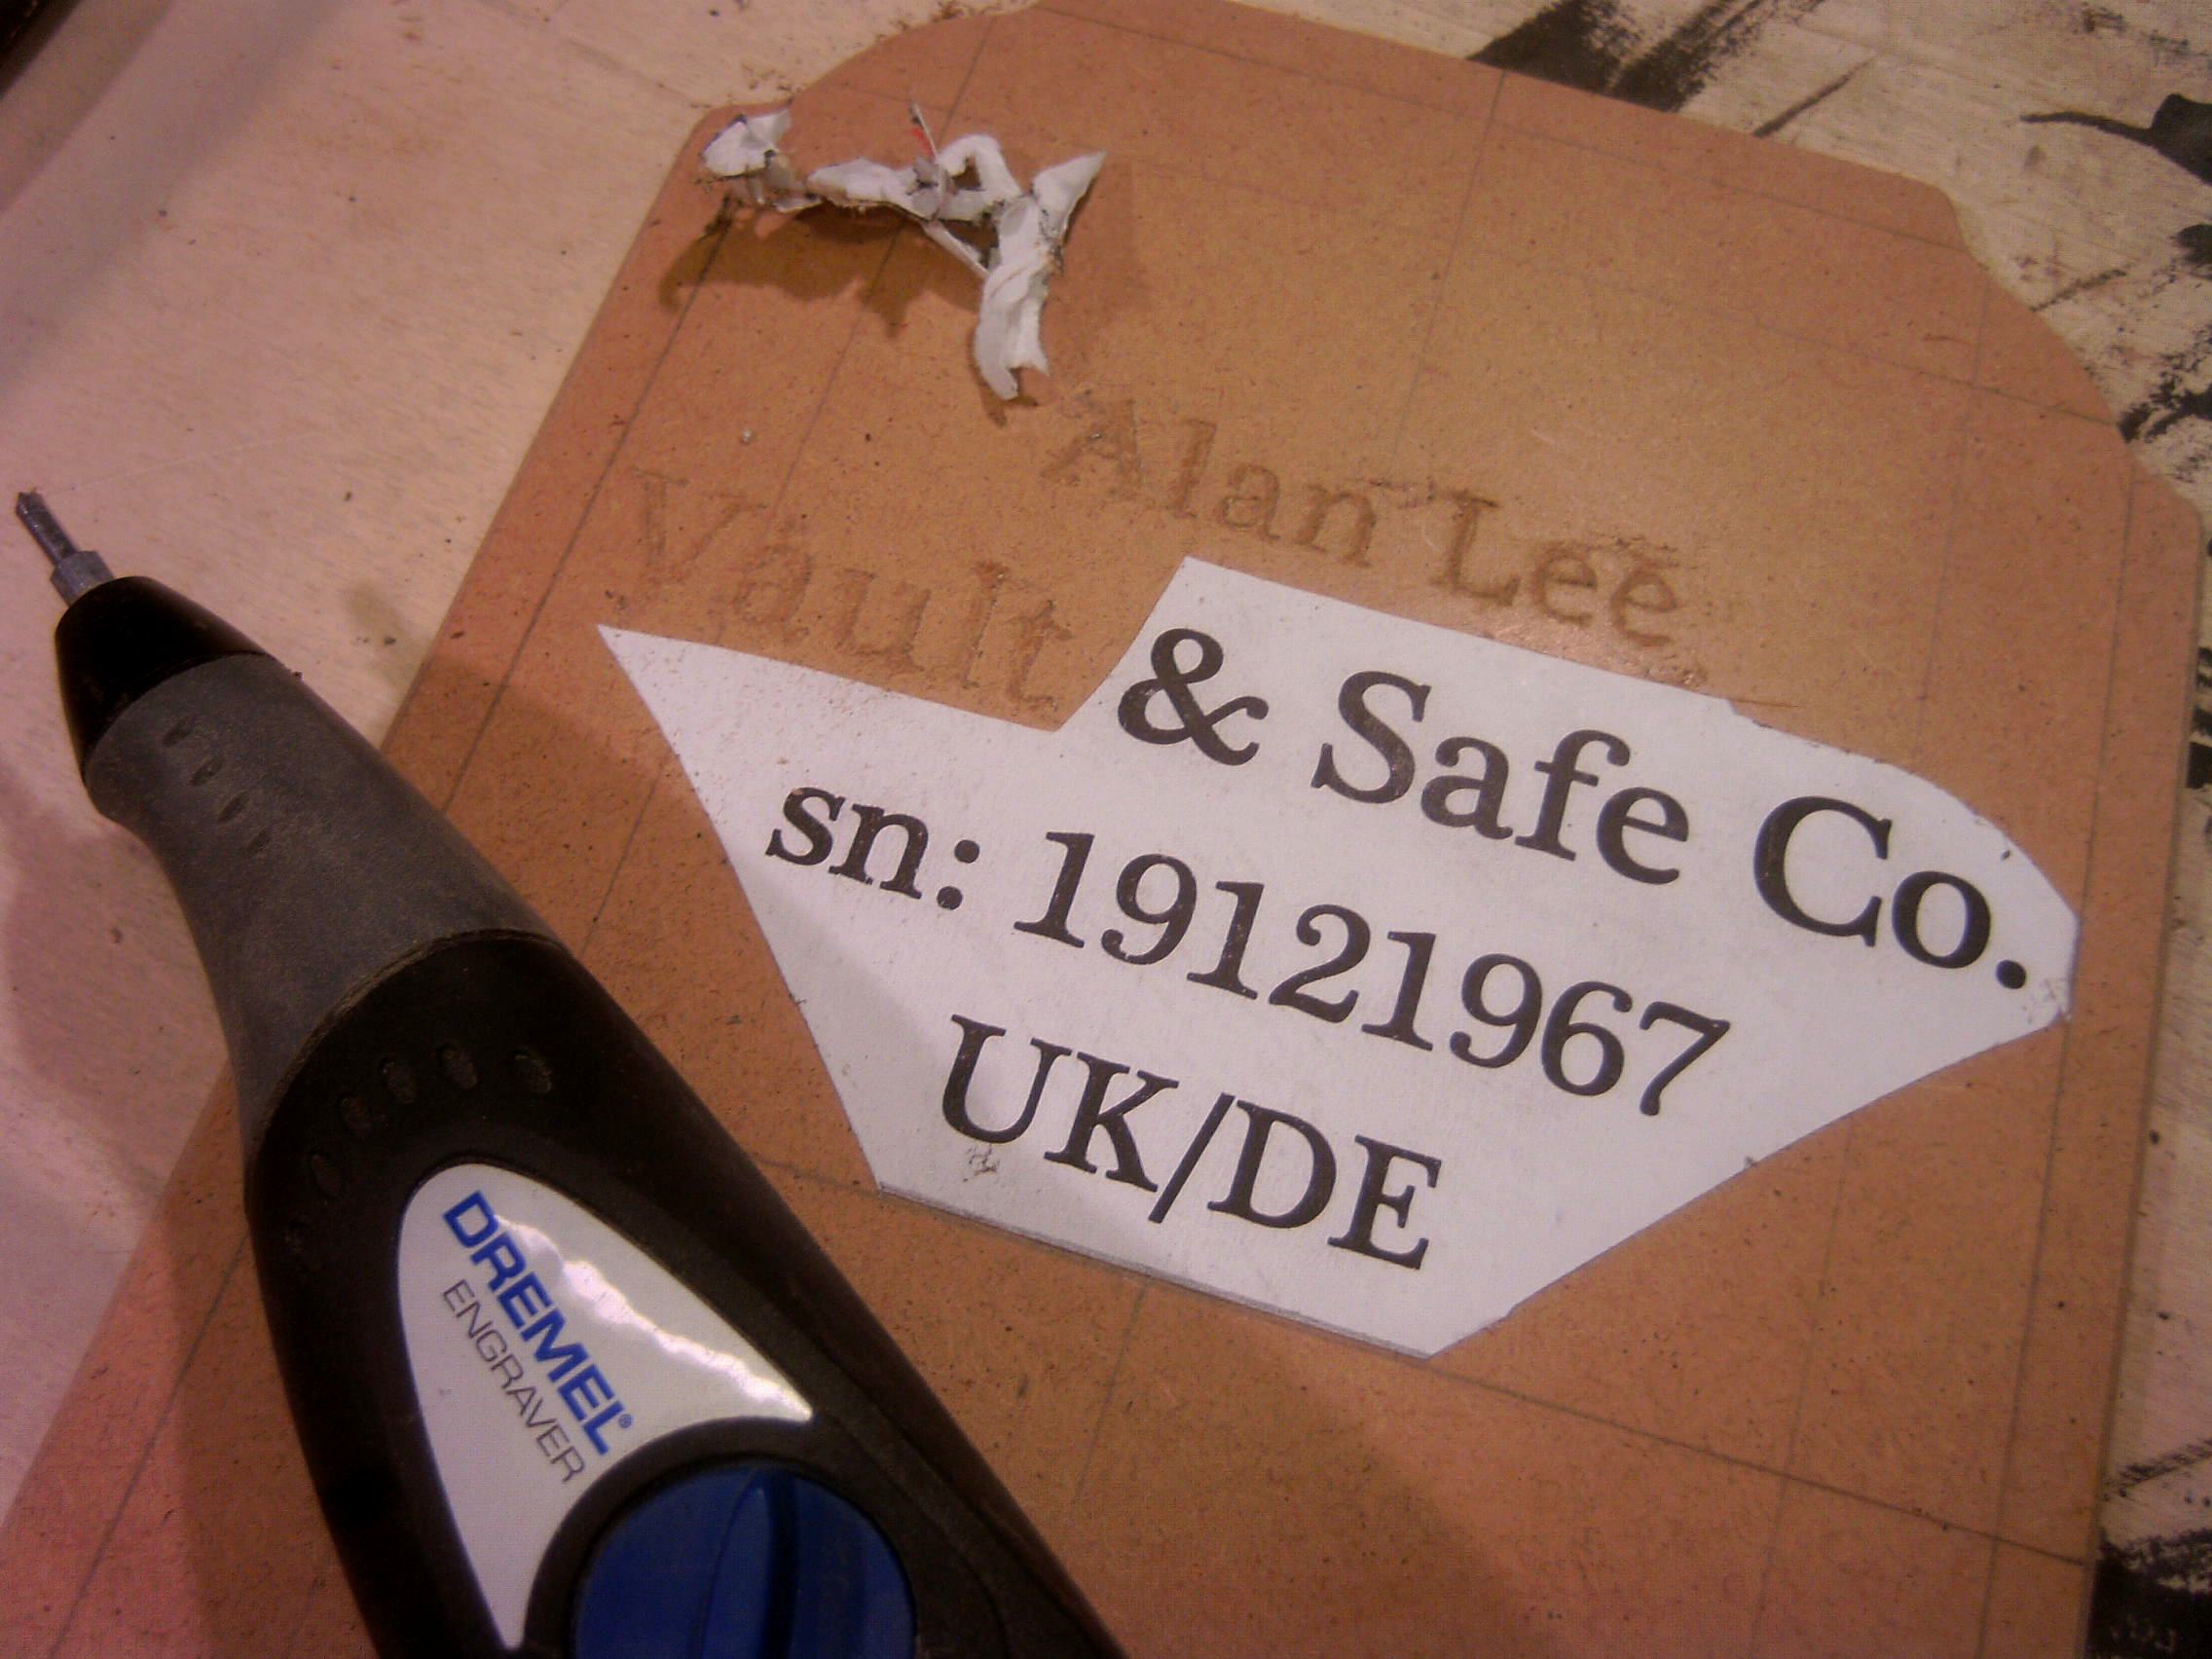 Alan Lee
Vault & Safe Co.
sn: 19121967
UK/DE
DREMEL®
ENGRAVER